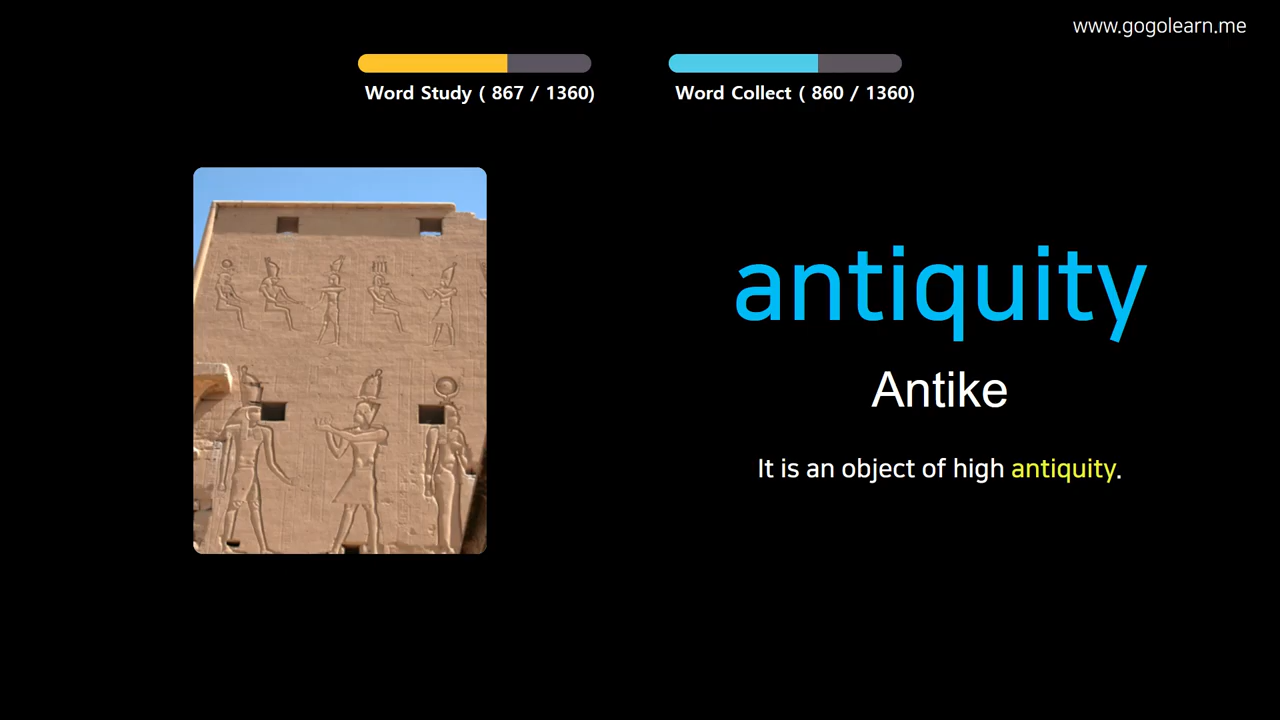 www.gogolearn.me
Word Study ( 867 / 1360)
Word Collect ( 860 / 1360)
antiquity
Antike
It is an object of high antiquity.